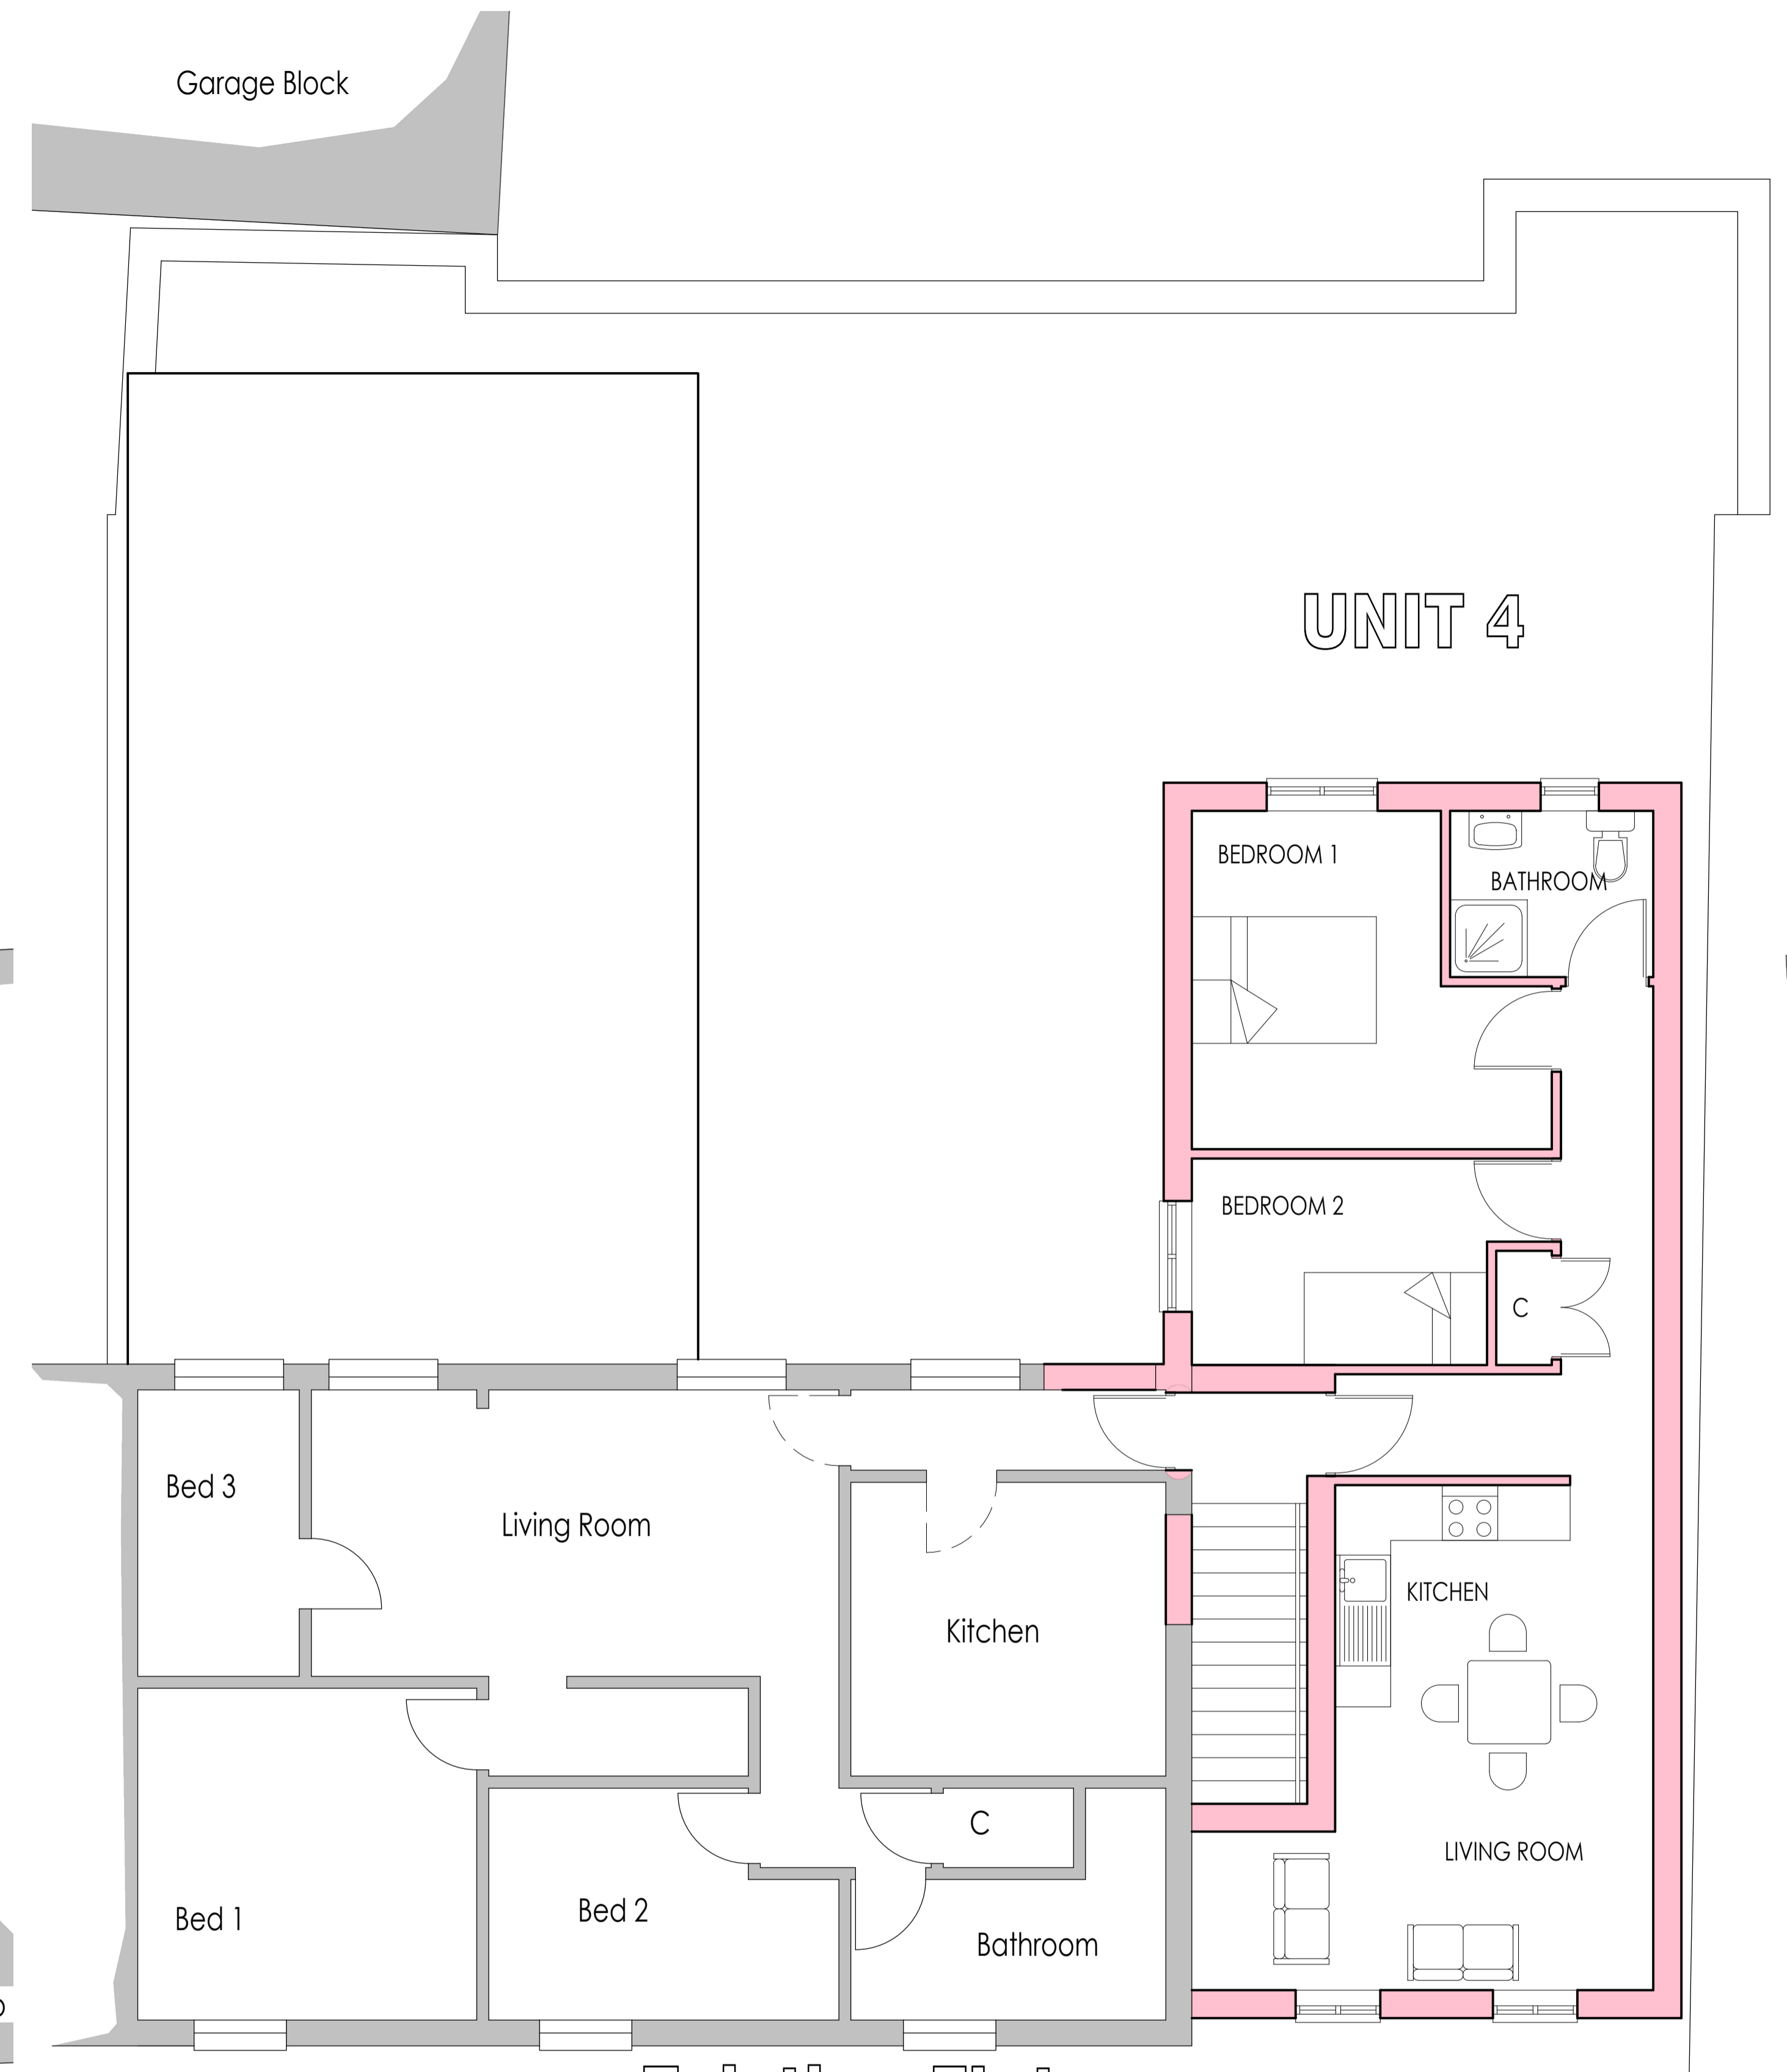 Garage Block
UNIT 4
BEDROOM 1
BATHROOM
BEDROOM 2
C
Bed 3
Living Room
Kitchen
KITCHEN
C
LIVING ROOM
Bed 1
Bed 2
Bathroom